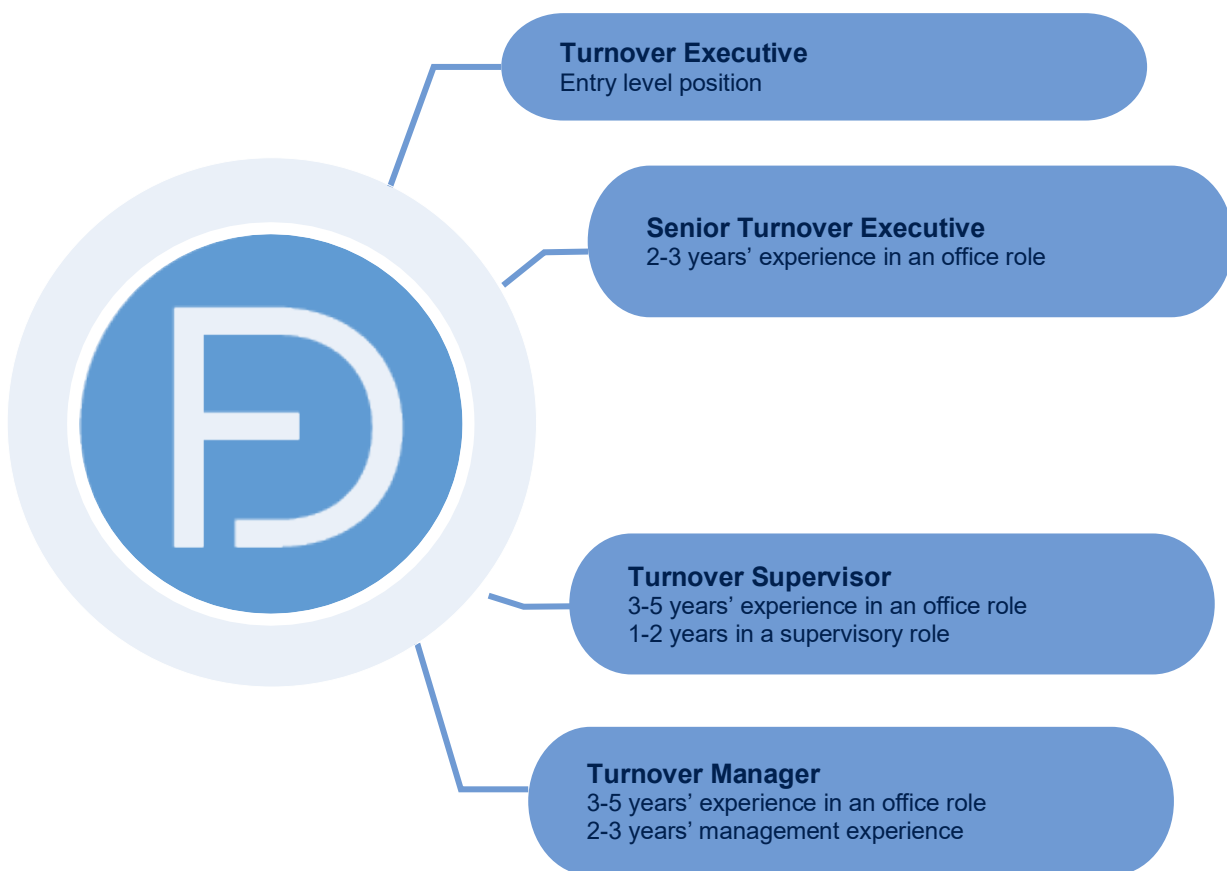 Turnover Executive
Entry level position
Senior Turnover Executive
2-3 years’ experience in an office role
Turnover Supervisor
3-5 years’ experience in an office role
1-2 years in a supervisory role
Turnover Manager
3-5 years’ experience in an office role
2-3 years’ management experience